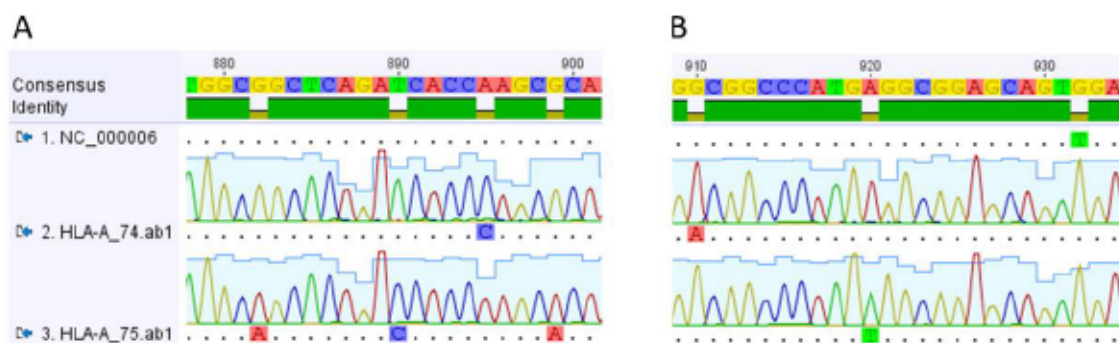 A
880 890 900
Consensus TGGCGGCTCAGATCACCAAGCGCA
Identity
1. NC_000006
2. HLA-A_74.ab1 C
3. HLA-A_75.ab1 A C A
B
910 920 930
GGCGGCCCATGAGGCGGAGCAGTGGA
T
A
T